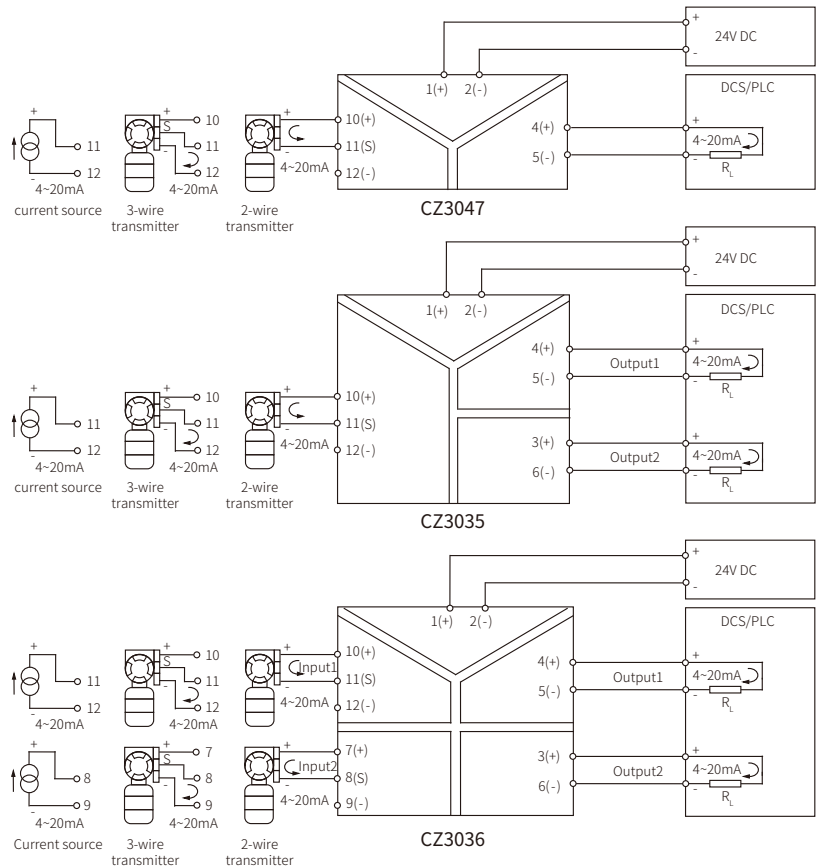 +
24V DC
-
1(+)
2(-)
DCS/PLC
+
11
-
12
4~20mA
current source
+
10
S
11
-
12
4~20mA
3-wire
transmitter
+
-
4~20mA
2-wire
transmitter
10(+)
11(S)
12(-)
4(+)
5(-)
+
4~20mA
-
RL
CZ3047
+
24V DC
-
1(+)
2(-)
DCS/PLC
+
11
-
12
4~20mA
current source
+
10
S
11
-
12
4~20mA
3-wire
transmitter
+
-
4~20mA
2-wire
transmitter
10(+)
11(S)
12(-)
4(+)
5(-)
Output1
+
4~20mA
-
RL
3(+)
6(-)
Output2
+
4~20mA
-
RL
CZ3035
+
24V DC
-
1(+)
2(-)
DCS/PLC
+
11
-
12
4~20mA
+
10
S
11
-
12
4~20mA
+
Input1
-
4~20mA
10(+)
11(S)
12(-)
4(+)
5(-)
Output1
+
4~20mA
-
RL
+
8
-
9
4~20mA
Current source
+
7
S
8
-
9
4~20mA
3-wire
transmitter
+
Input2
-
4~20mA
2-wire
transmitter
7(+)
8(S)
9(-)
3(+)
6(-)
Output2
+
4~20mA
-
RL
CZ3036